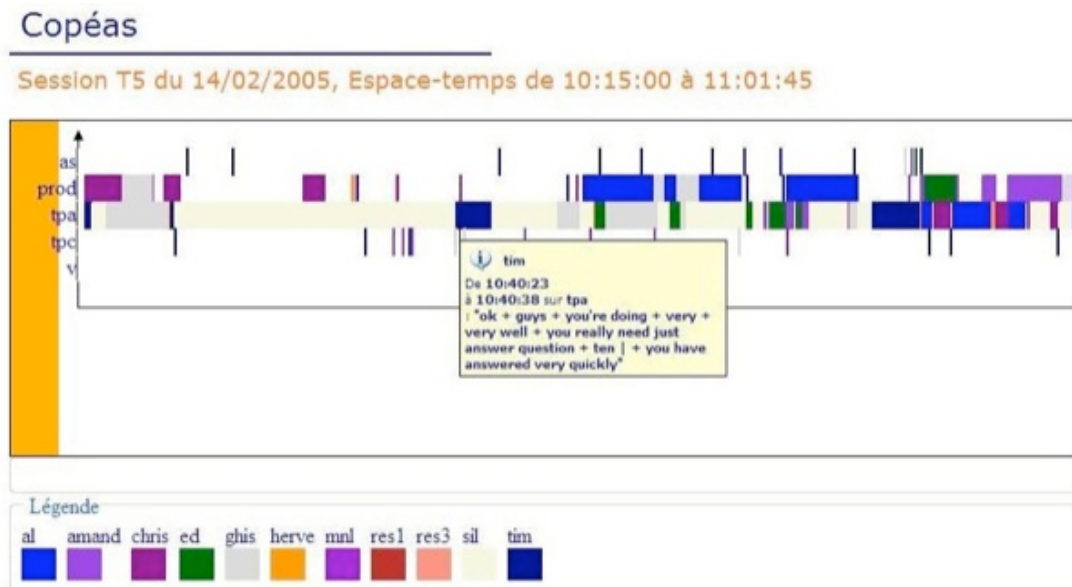 Copéas
Session T5 du 14/02/2005, Espace-temps de 10:15:00 à 11:01:45
as
prod
tpa
tpc
v
tim
De 10:40:23
à 10:40:38 sur tpa
: "ok + guys + you're doing + very +
very well + you really need just
answer question + ten | + you have
answered very quickly"
Légende
al amand chris ed ghis herve mnl res1 res3 sil tim